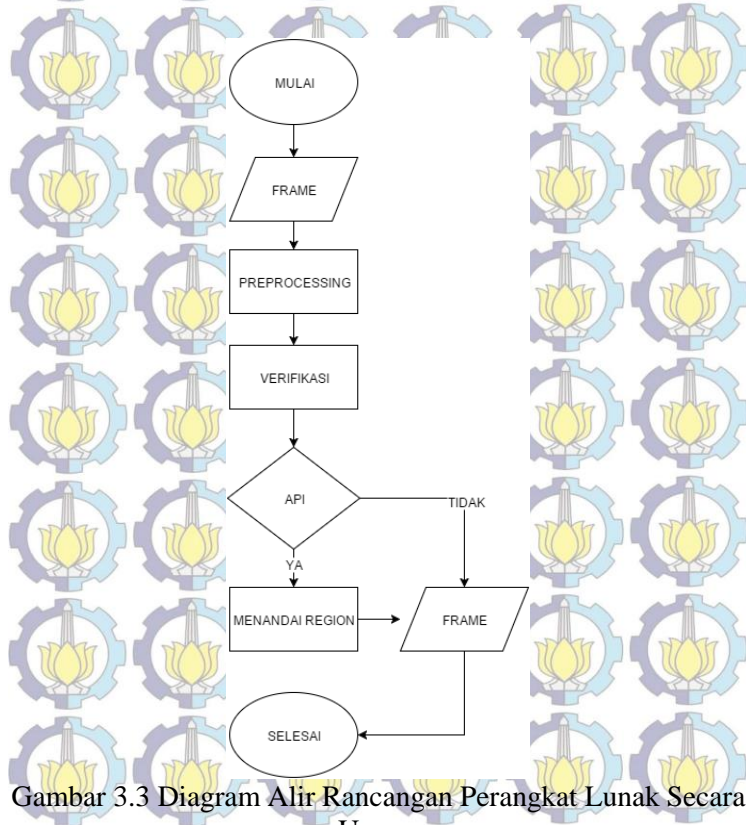 MULAI
FRAME
PREPROCESSING
VERIFIKASI
API
TIDAK
YA
MENANDAI REGION
FRAME
SELESAI
Gambar 3.3 Diagram Alir Rancangan Perangkat Lunak Secara